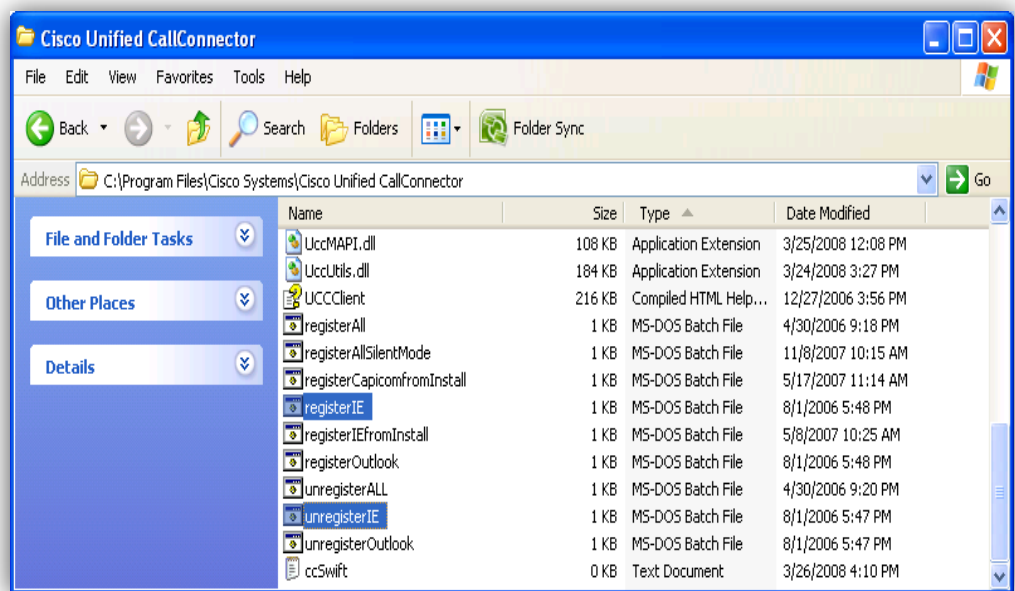 Cisco Unified CallConnector
File Edit View Favorites Tools Help
Back Search Folders Folder Sync
Address C:\Program Files\Cisco Systems\Cisco Unified CallConnector Go
File and Folder Tasks
Other Places
Details
Name Size Type Date Modified
UccMAPI.dll 108 KB Application Extension 3/25/2008 12:08 PM
UccUtils.dll 184 KB Application Extension 3/24/2008 3:27 PM
UCCClient 216 KB Compiled HTML Help... 12/27/2006 3:56 PM
registerAll 1 KB MS-DOS Batch File 4/30/2006 9:18 PM
registerAllSilentMode 1 KB MS-DOS Batch File 11/8/2007 10:15 AM
registerCapicomfromInstall 1 KB MS-DOS Batch File 5/17/2007 11:14 AM
registerIE 1 KB MS-DOS Batch File 8/1/2006 5:48 PM
registerIEfromInstall 1 KB MS-DOS Batch File 5/8/2007 10:25 AM
registerOutlook 1 KB MS-DOS Batch File 8/1/2006 5:48 PM
unregisterALL 1 KB MS-DOS Batch File 4/30/2006 9:20 PM
unregisterIE 1 KB MS-DOS Batch File 8/1/2006 5:47 PM
unregisterOutlook 1 KB MS-DOS Batch File 8/1/2006 5:47 PM
ccSwift 0 KB Text Document 3/26/2008 4:10 PM